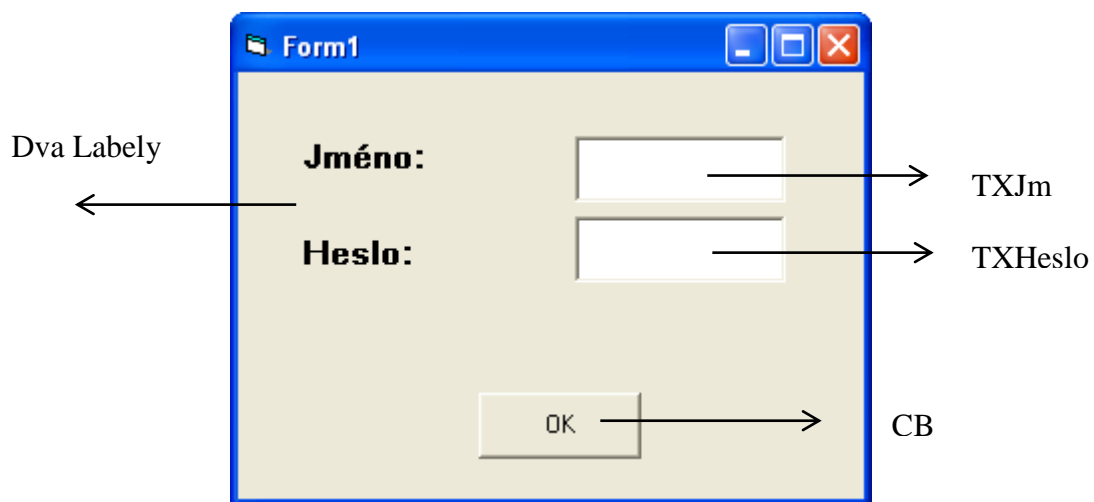 Form1
Dva Labely
Jméno:
TXJm
Heslo:
TXHeslo
OK
CB